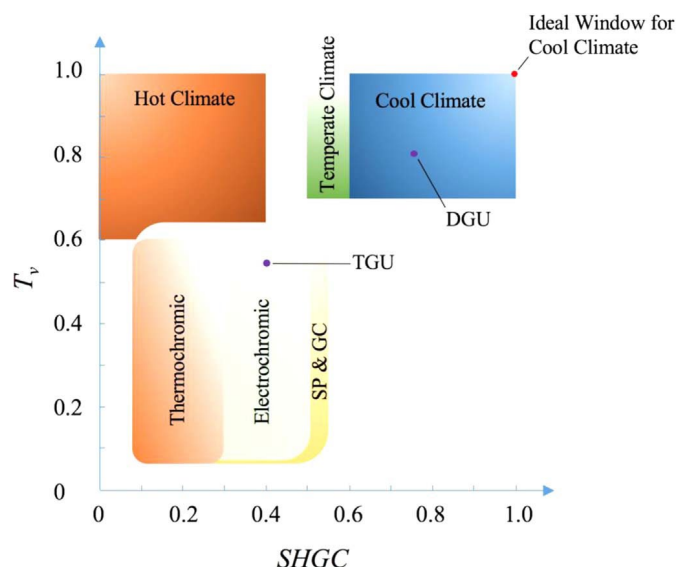 Ideal Window for
Cool Climate
1.0
Hot Climate
Temperate Climate
Cool Climate
0.8
DGU
0.6
TGU
Tv
0.4
Thermochromic
Electrochromic
SP & GC
0.2
0
0 0.2 0.4 0.6 0.8 1.0
SHGC